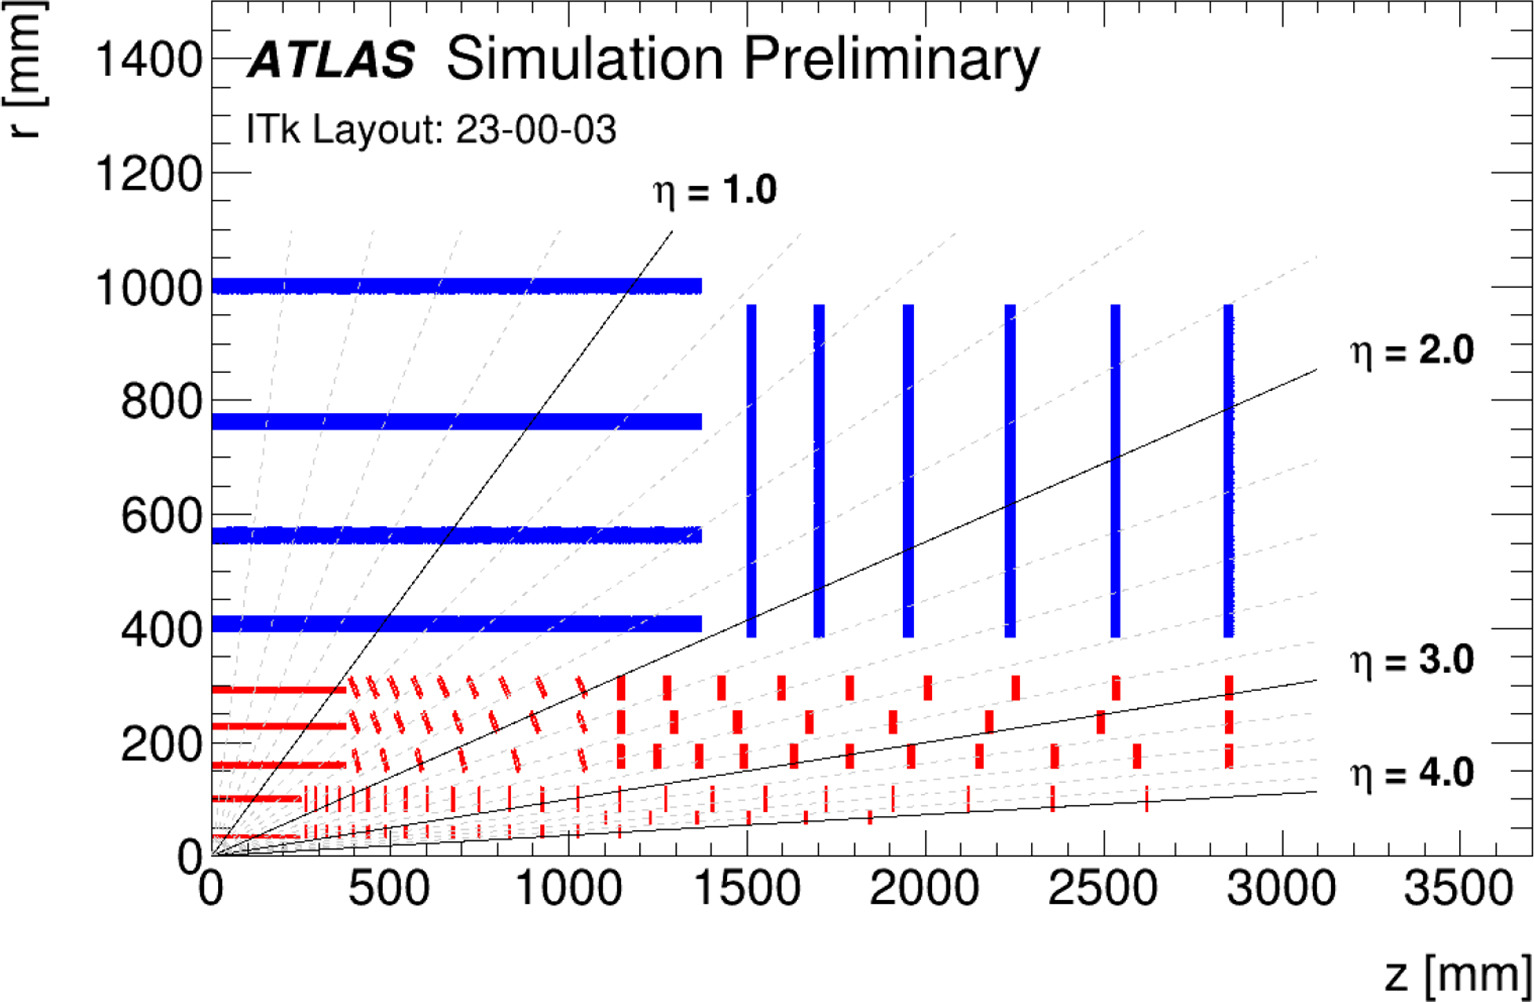 r [mm]
1400
ATLAS Simulation Preliminary
ITk Layout: 23-00-03
1200
η = 1.0
1000
η = 2.0
800
600
400
η = 3.0
200
η = 4.0
0
0 500 1000 1500 2000 2500 3000 3500
z [mm]